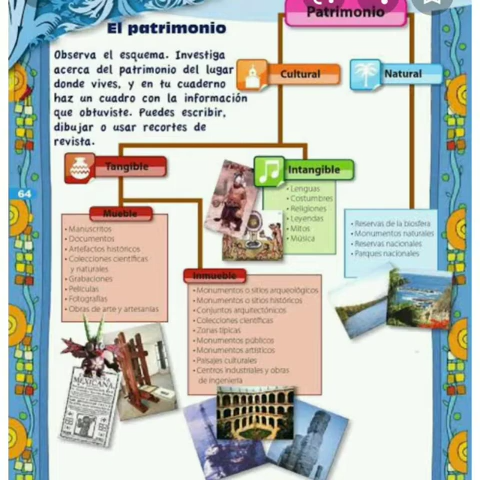 Patrimonio
El patrimonio
Observa el esquema. Investiga
acerca del patrimonio del lugar
donde vives, y en tu cuaderno
haz un cuadro con la información
que obtuviste. Puedes escribir,
dibujar o usar recortes de
revista.
Cultural
Natural
Tangible
Intangible
• Lenguas
• Costumbres
• Religiones
• Leyendas
• Mitos
• Música
• Reservas de la biosfera
• Monumentos naturales
• Reservas nacionales
• Parques nacionales
64
Mueble
• Manuscritos
• Documentos
• Artefactos históricos
• Colecciones científicas
y naturales
• Grabaciones
• Películas
• Fotografías
• Obras de arte y artesanías
Inmueble
• Monumentos o sitios arqueológicos
• Monumentos o sitios históricos
• Conjuntos arquitectónicos
• Colecciones científicas
• Zonas típicas
• Monumentos públicos
• Monumentos artísticos
• Paisajes culturales
• Centros industriales y obras
de ingeniería
MEXICANA